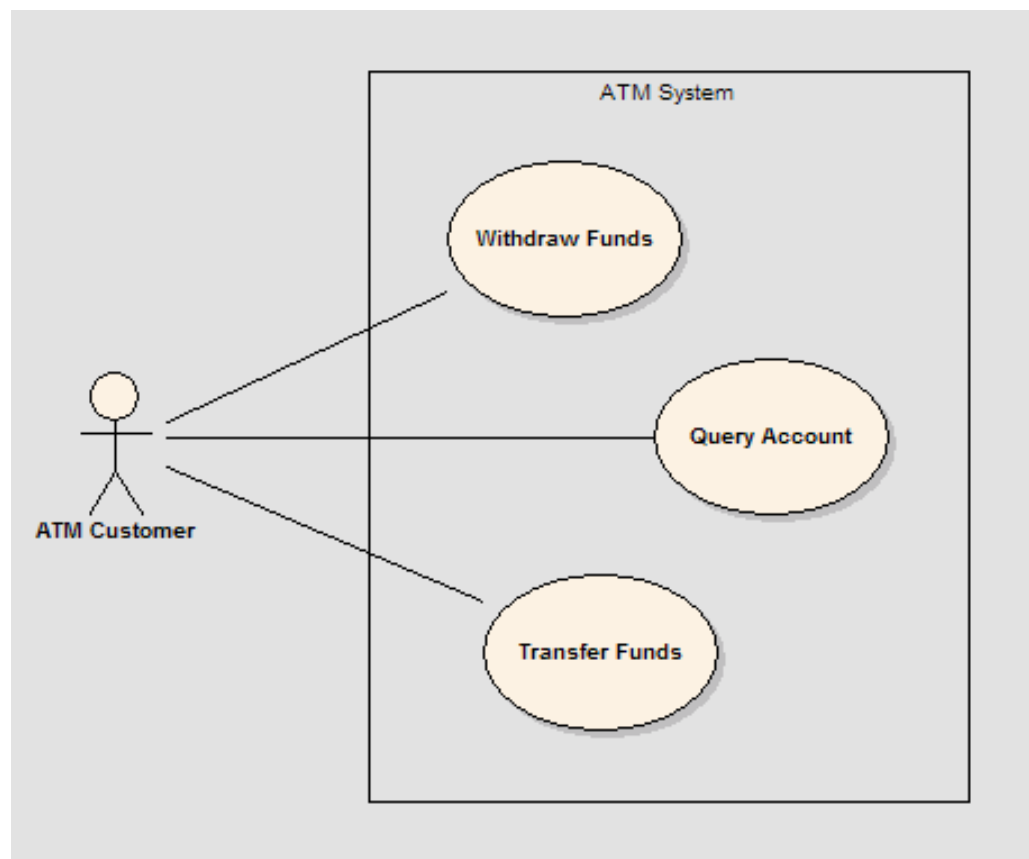 ATM System
Withdraw Funds
Query Account
ATM Customer
Transfer Funds